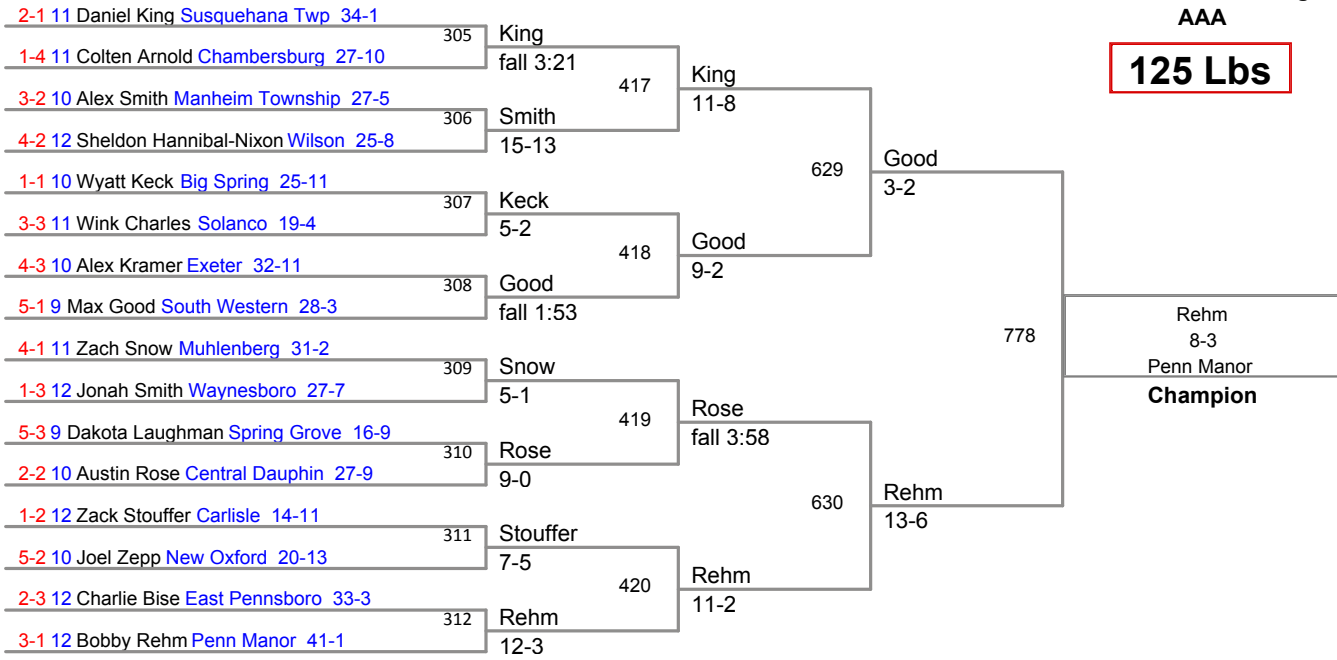 AAA
125 Lbs
2-1 11 Daniel King Susquehana Twp 34-1
305
King
fall 3:21
1-4 11 Colten Arnold Chambersburg 27-10
417
King
11-8
3-2 10 Alex Smith Manheim Township 27-5
306
Smith
15-13
4-2 12 Sheldon Hannibal-Nixon Wilson 25-8
629
Good
3-2
1-1 10 Wyatt Keck Big Spring 25-11
307
Keck
5-2
3-3 11 Wink Charles Solanco 19-4
418
Good
9-2
4-3 10 Alex Kramer Exeter 32-11
308
Good
fall 1:53
5-1 9 Max Good South Western 28-3
778
Rehm
8-3
Penn Manor
Champion
4-1 11 Zach Snow Muhlenberg 31-2
309
Snow
5-1
1-3 12 Jonah Smith Waynesboro 27-7
419
Rose
fall 3:58
5-3 9 Dakota Laughman Spring Grove 16-9
310
Rose
9-0
2-2 10 Austin Rose Central Dauphin 27-9
630
Rehm
13-6
1-2 12 Zack Stouffer Carlisle 14-11
311
Stouffer
7-5
5-2 10 Joel Zepp New Oxford 20-13
420
Rehm
11-2
2-3 12 Charlie Bise East Pennsboro 33-3
312
Rehm
12-3
3-1 12 Bobby Rehm Penn Manor 41-1